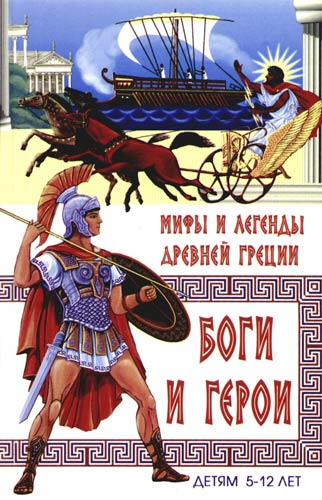 МИФЫ И ЛЕГЕНДЫ
ДРЕВНЕЙ ГРЕЦИИ
БОГИ
И ГЕРОИ
ДЕТЯМ 5-12 ЛЕТ